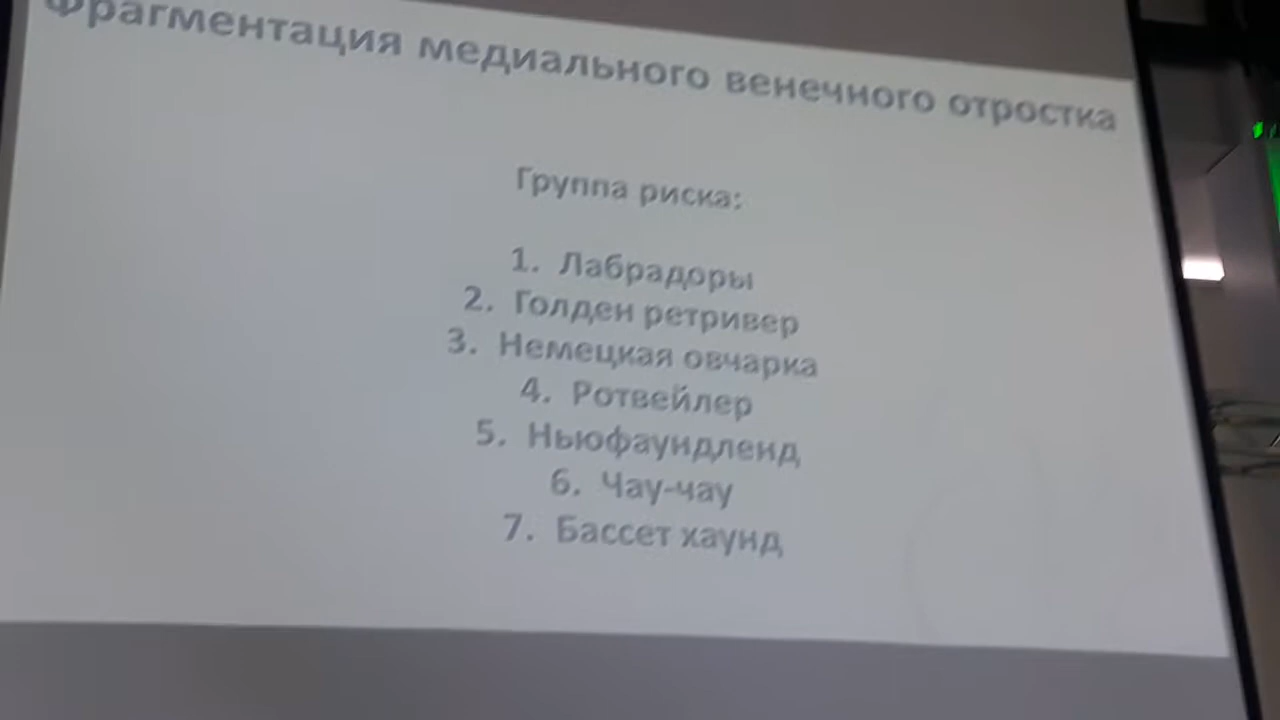 Фрагментация медиального венечного отростка
Группа риска:
1. Лабрадоры
2. Голден ретривер
3. Немецкая овчарка
4. Ротвейлер
5. Ньюфаундленд
6. Чау-чау
7. Бассет хаунд